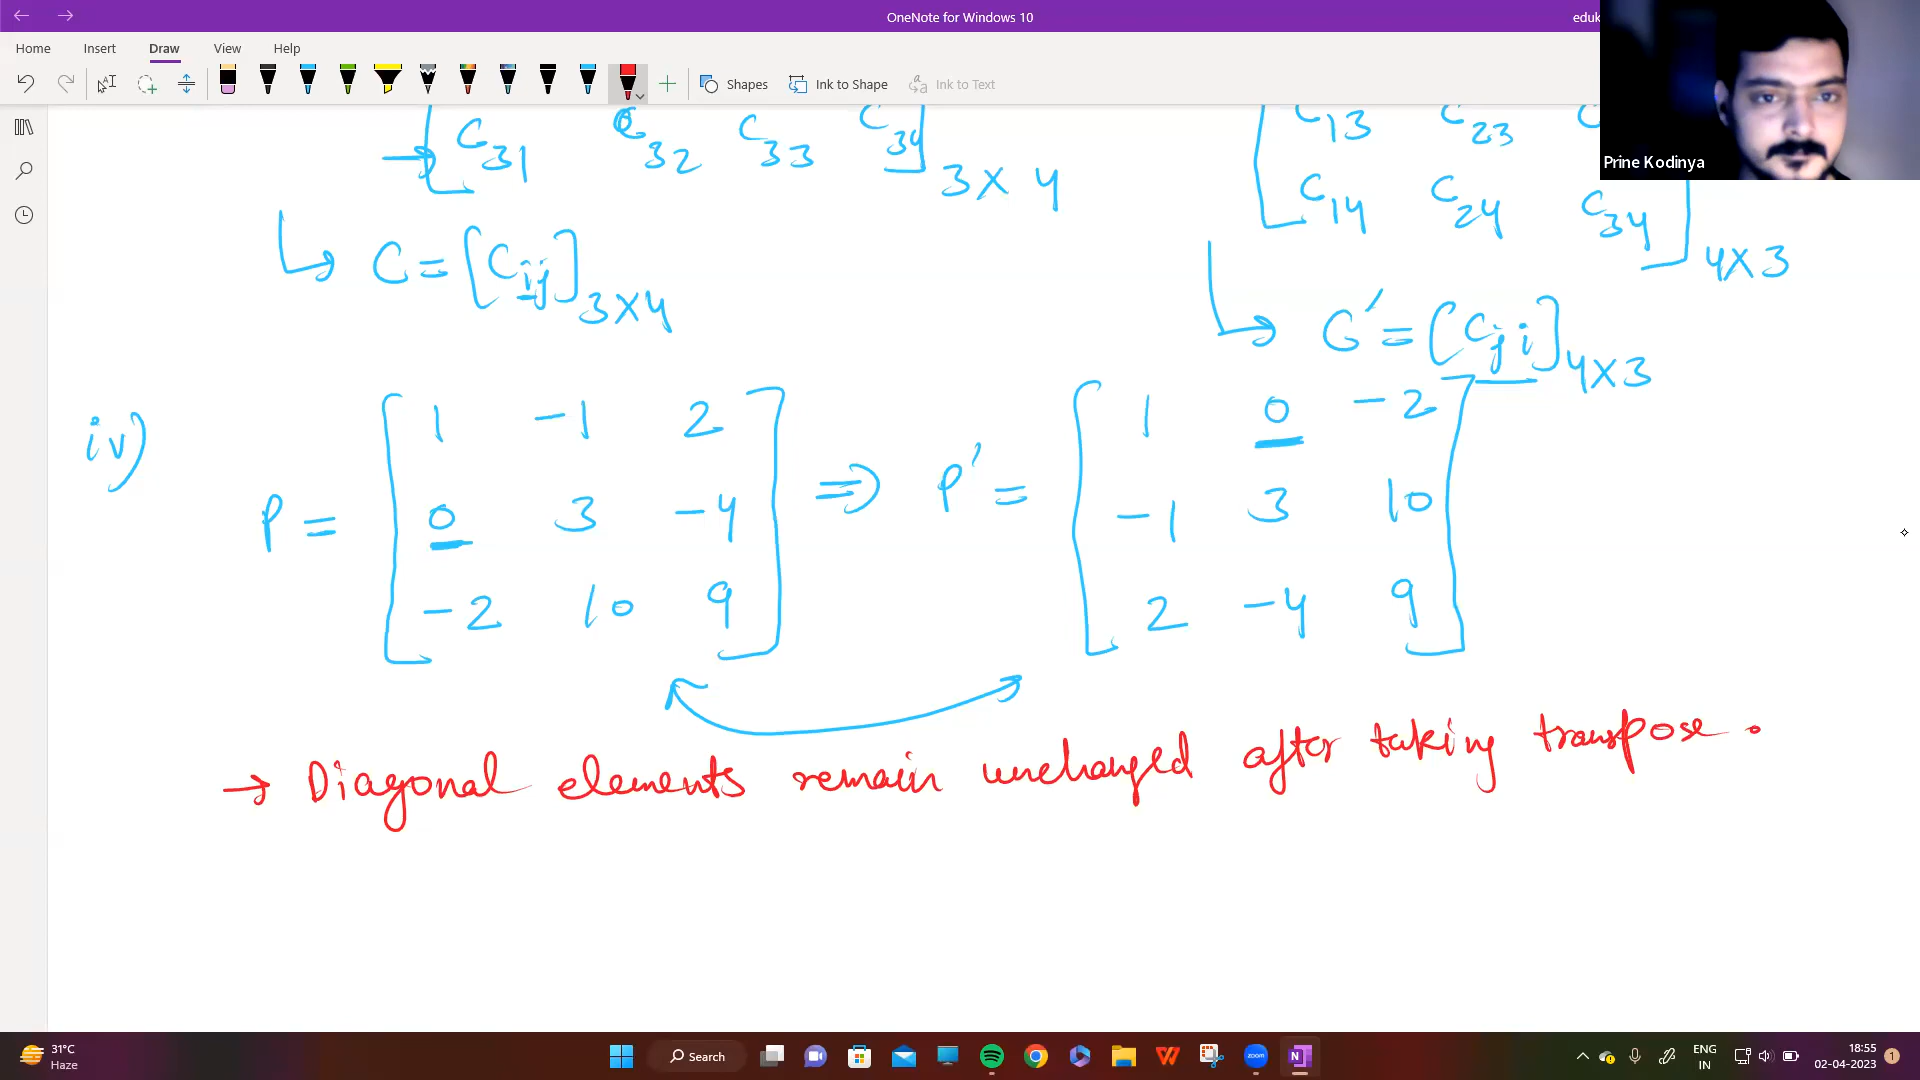 OneNote for Windows 10
eduk
Home Insert Draw View Help
Shapes Ink to Shape Ink to Text
Prine Kodinya
C31 C32 C33 C34 3×4
C13 C23
C14 C24 C34 4×3
C = [Cij] 3×4
C' = [Cji] 4×3
iv)
P = ⇒ P' =
1 -1 2
0 3 -4
-2 10 9
1 0 -2
-1 3 10
2 -4 9
→ Diagonal elements remain unchanged after taking transpose.
31°C
Haze
Search
zoom
ENG
IN
18:55
02-04-2023
1